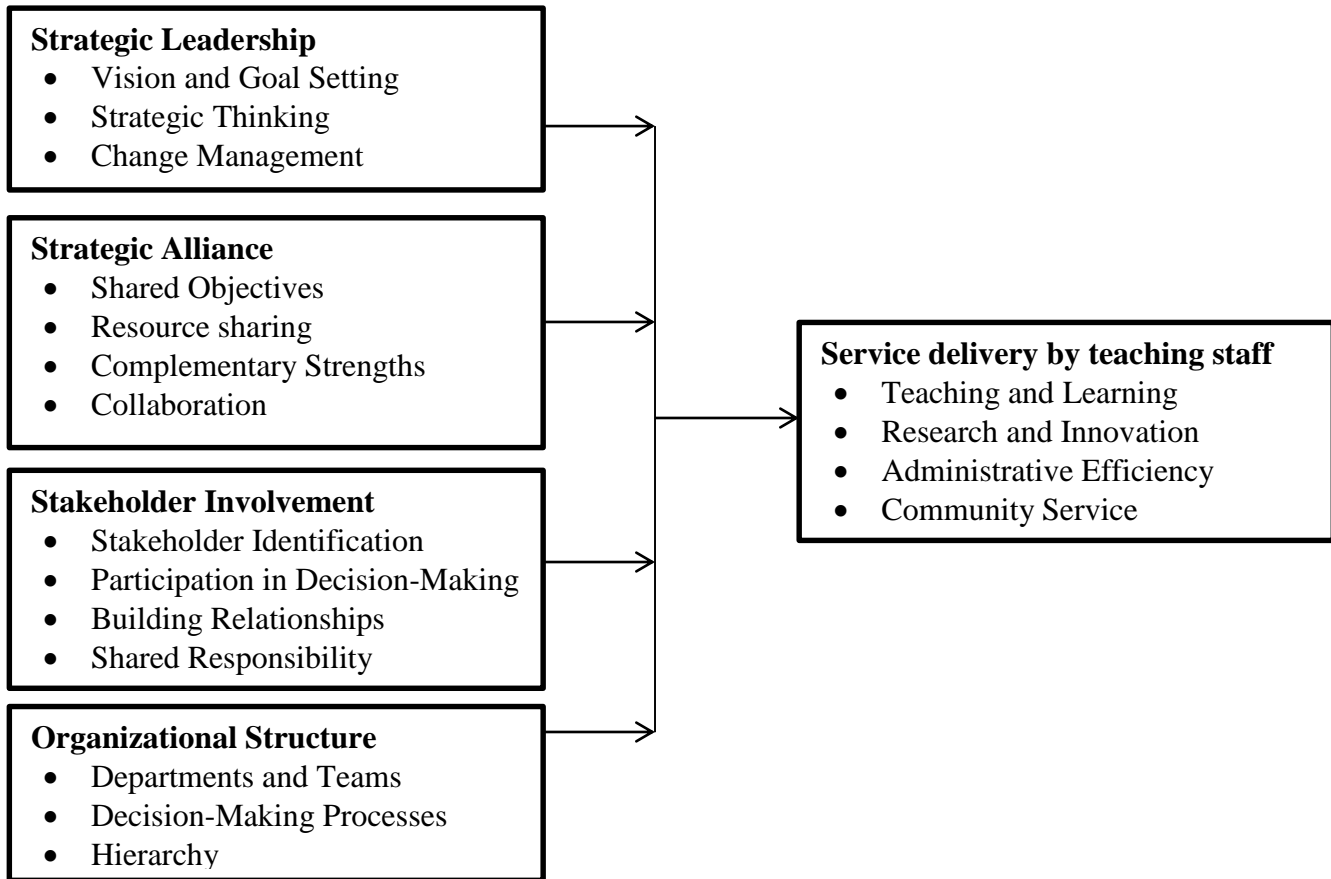 Strategic Leadership
• Vision and Goal Setting
• Strategic Thinking
• Change Management
Strategic Alliance
• Shared Objectives
• Resource sharing
• Complementary Strengths
• Collaboration
Stakeholder Involvement
• Stakeholder Identification
• Participation in Decision-Making
• Building Relationships
• Shared Responsibility
Organizational Structure
• Departments and Teams
• Decision-Making Processes
• Hierarchy
Service delivery by teaching staff
• Teaching and Learning
• Research and Innovation
• Administrative Efficiency
• Community Service